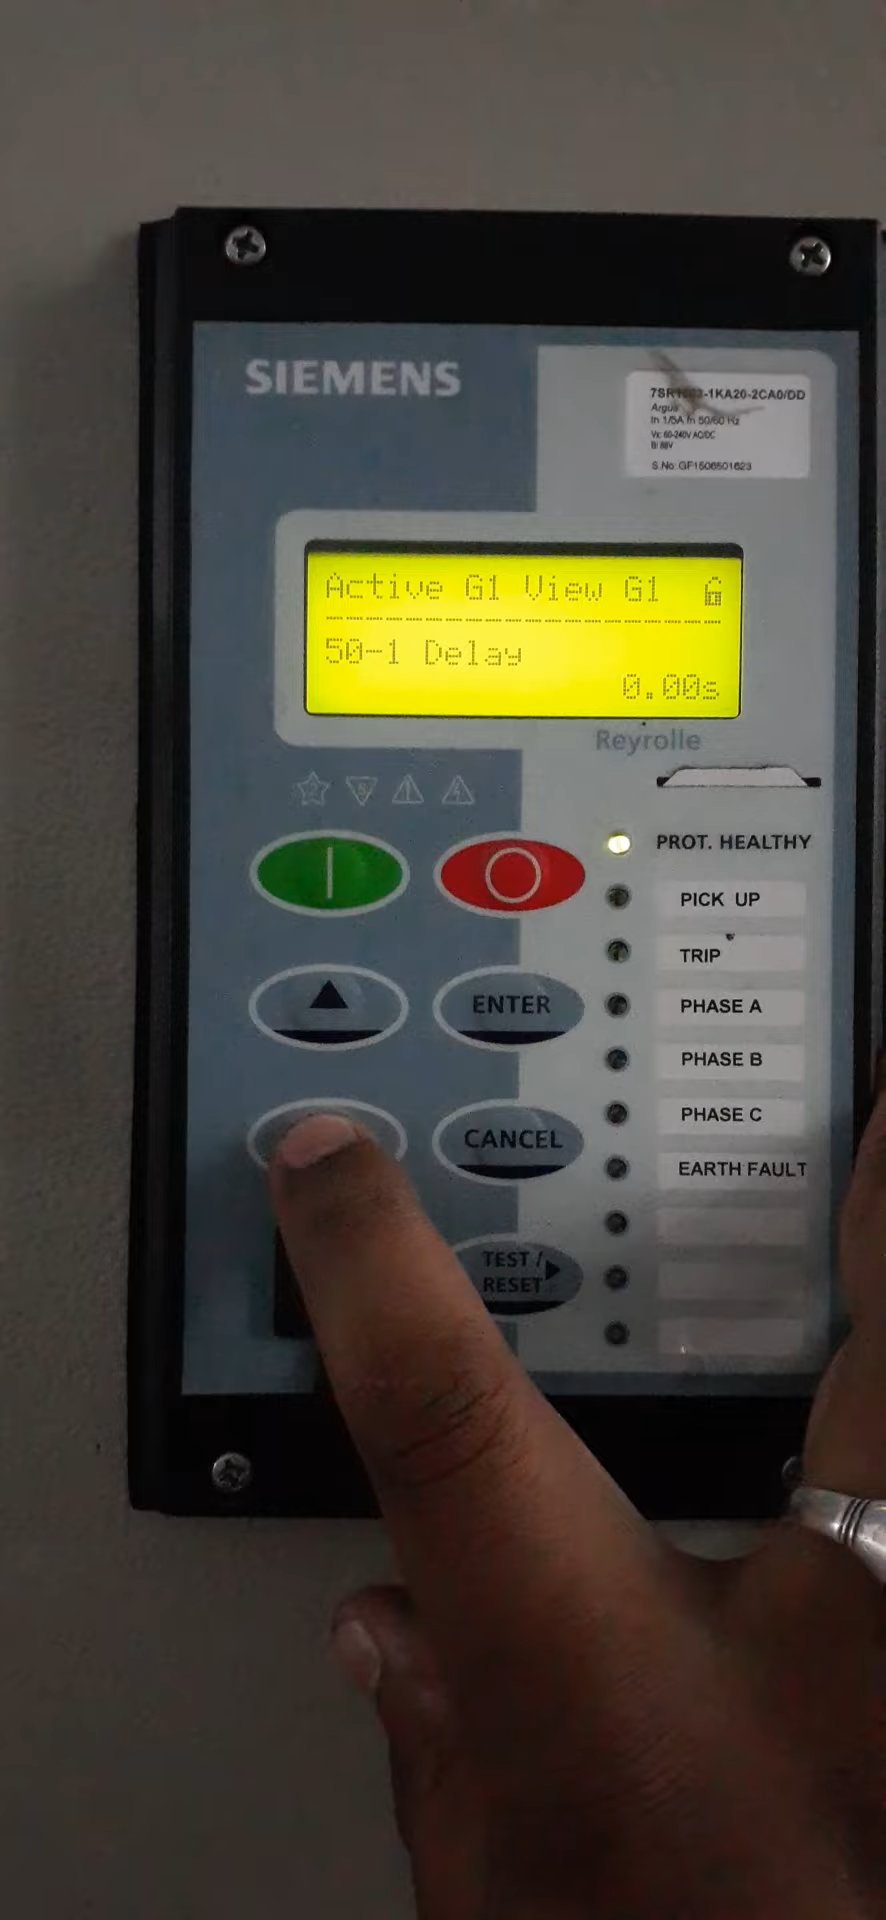 SIEMENS
-1KA20-2CA0/DD
Argus
In 1/5A fn 50/60 Hz
Vx: 60-240V AC/DC
BI 88V
S.No: GF1506501623
Active G1 View G1
50-1 Delay
0.00s
Reyrolle
PROT. HEALTHY
PICK UP
TRIP
PHASE A
ENTER
PHASE B
PHASE C
CANCEL
EARTH FAULT
TEST /
RESET